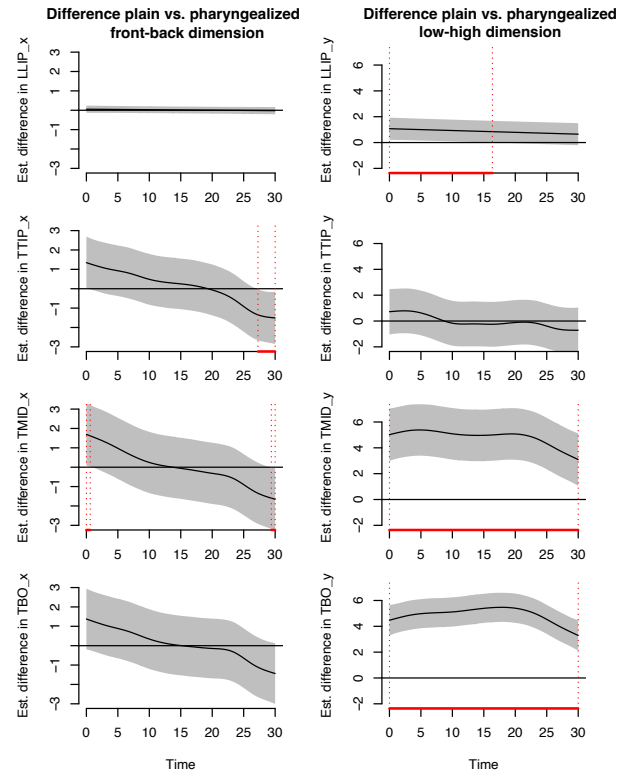 Difference plain vs. pharyngealized
front-back dimension
Difference plain vs. pharyngealized
low-high dimension
Est. difference in LLIP_x
-3 -1 1 3
0 5 10 15 20 25 30
Est. difference in LLIP_y
-2 0 2 4 6
0 5 10 15 20 25 30
Est. difference in TTIP_x
-3 -1 1 3
0 5 10 15 20 25 30
Est. difference in TTIP_y
-2 0 2 4 6
0 5 10 15 20 25 30
Est. difference in TMID_x
-3 -1 1 3
0 5 10 15 20 25 30
Est. difference in TMID_y
-2 0 2 4 6
0 5 10 15 20 25 30
Est. difference in TBO_x
-3 -1 1 3
0 5 10 15 20 25 30
Time
Est. difference in TBO_y
-2 0 2 4 6
0 5 10 15 20 25 30
Time